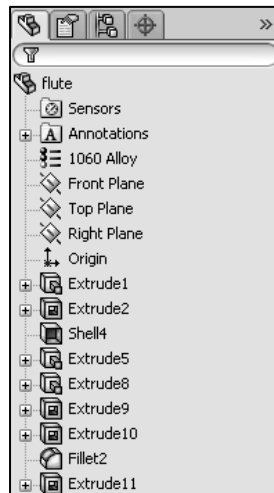 »
flute
Sensors
A Annotations
1060 Alloy
Front Plane
Top Plane
Right Plane
Origin
Extrude1
Extrude2
Shell4
Extrude5
Extrude8
Extrude9
Extrude10
Fillet2
Extrude11